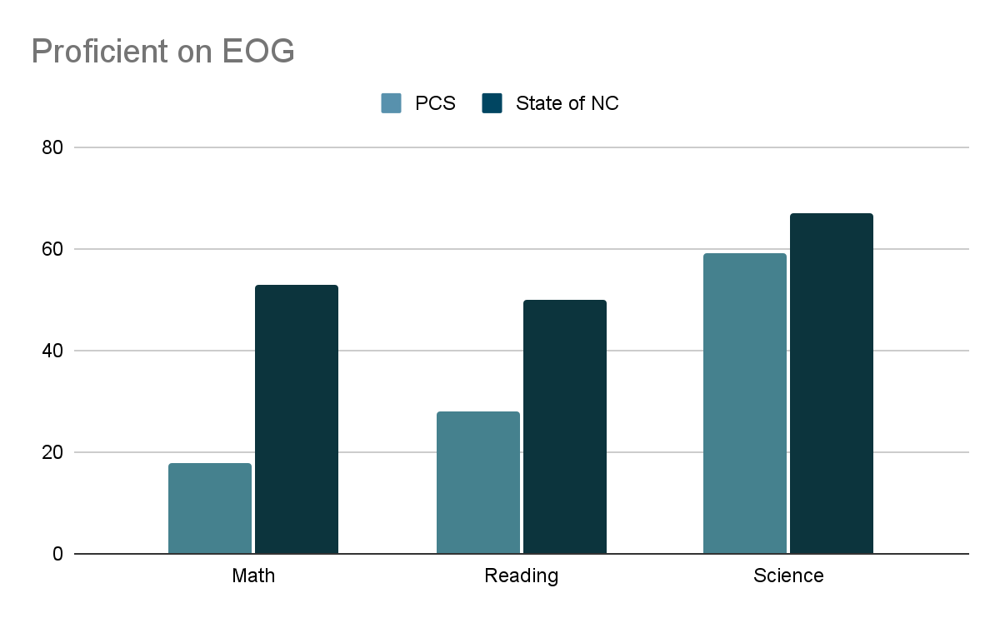 Proficient on EOG
PCS State of NC
80
60
40
20
0
Math Reading Science